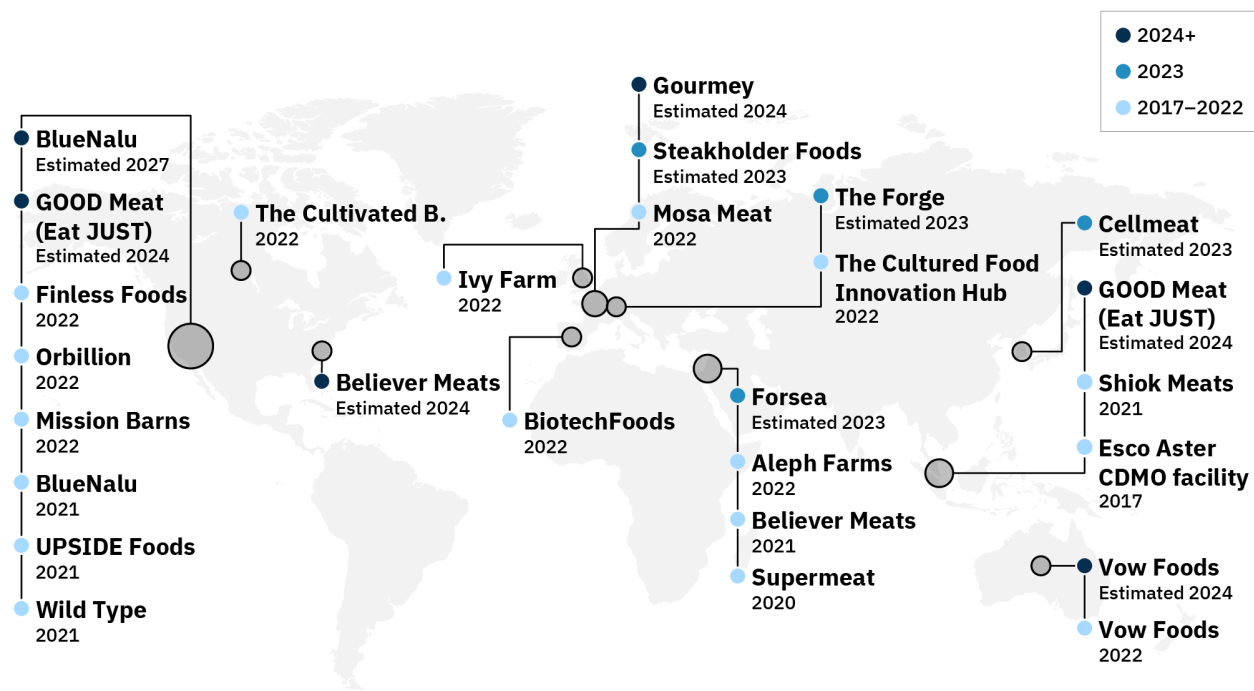 2024+
2023
2017–2022
BlueNalu
Estimated 2027
GOOD Meat
(Eat JUST)
Estimated 2024
Finless Foods
2022
Orbillion
2022
Mission Barns
2022
BlueNalu
2021
UPSIDE Foods
2021
Wild Type
2021
The Cultivated B.
2022
Believer Meats
Estimated 2024
Ivy Farm
2022
BiotechFoods
2022
Gourmey
Estimated 2024
Steakholder Foods
Estimated 2023
Mosa Meat
2022
The Forge
Estimated 2023
The Cultured Food
Innovation Hub
2022
Forsea
Estimated 2023
Aleph Farms
2022
Believer Meats
2021
Supermeat
2020
Cellmeat
Estimated 2023
GOOD Meat
(Eat JUST)
Estimated 2024
Shiok Meats
2021
Esco Aster
CDMO facility
2017
Vow Foods
Estimated 2024
Vow Foods
2022